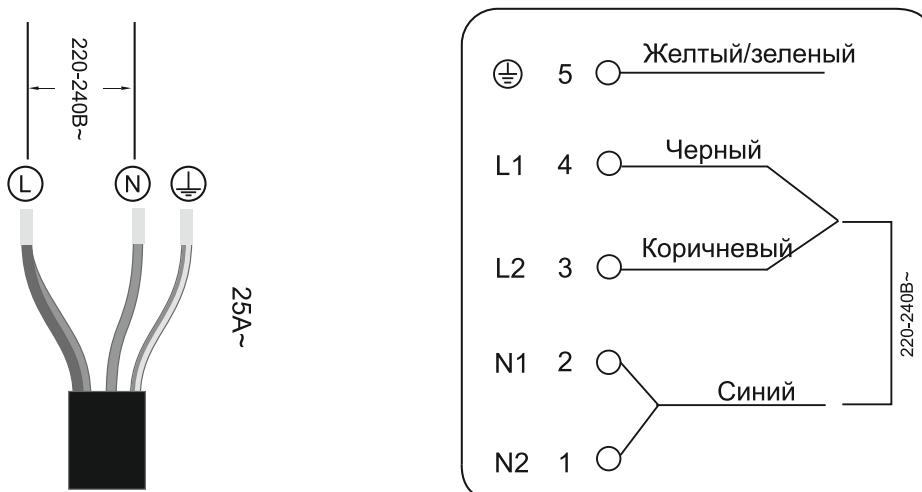 220-240В~
L
N
25А~
5 Желтый/зеленый
L1 4 Черный
L2 3 Коричневый
N1 2
Синий
N2 1
220-240В~